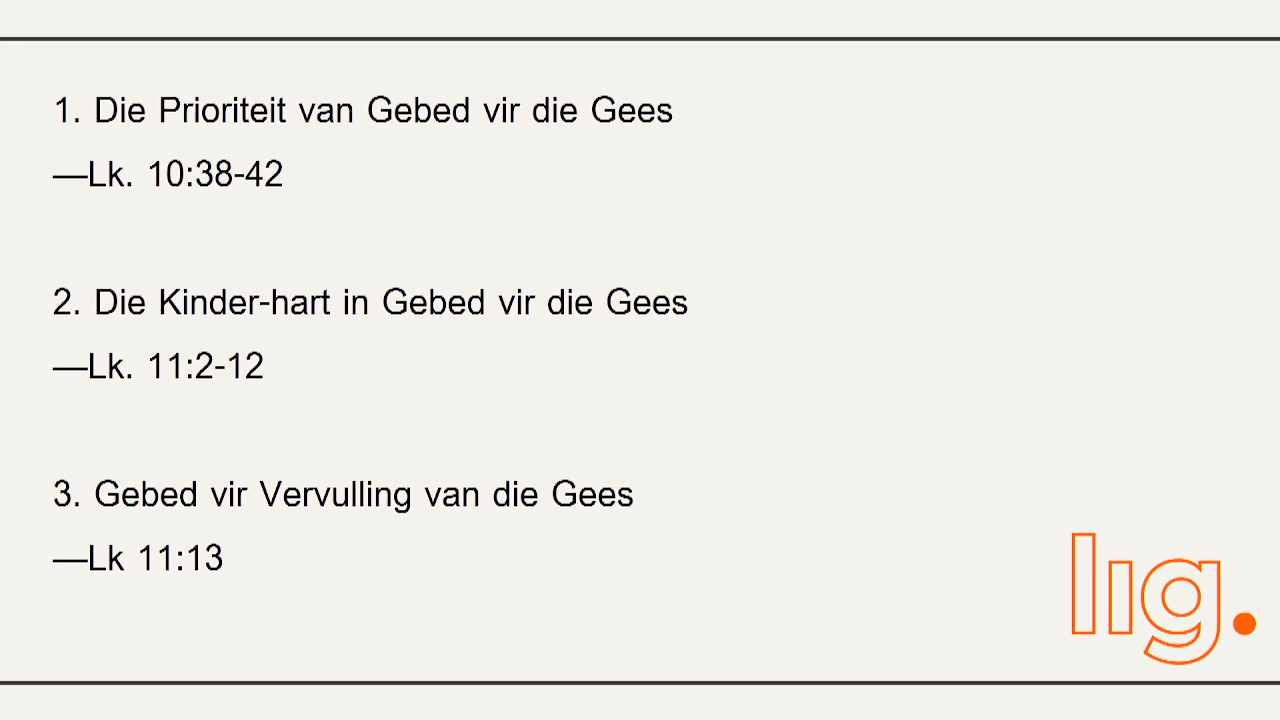 1. Die Prioriteit van Gebed vir die Gees
—Lk. 10:38-42
2. Die Kinder-hart in Gebed vir die Gees
—Lk. 11:2-12
3. Gebed vir Vervulling van die Gees
—Lk 11:13
lig.